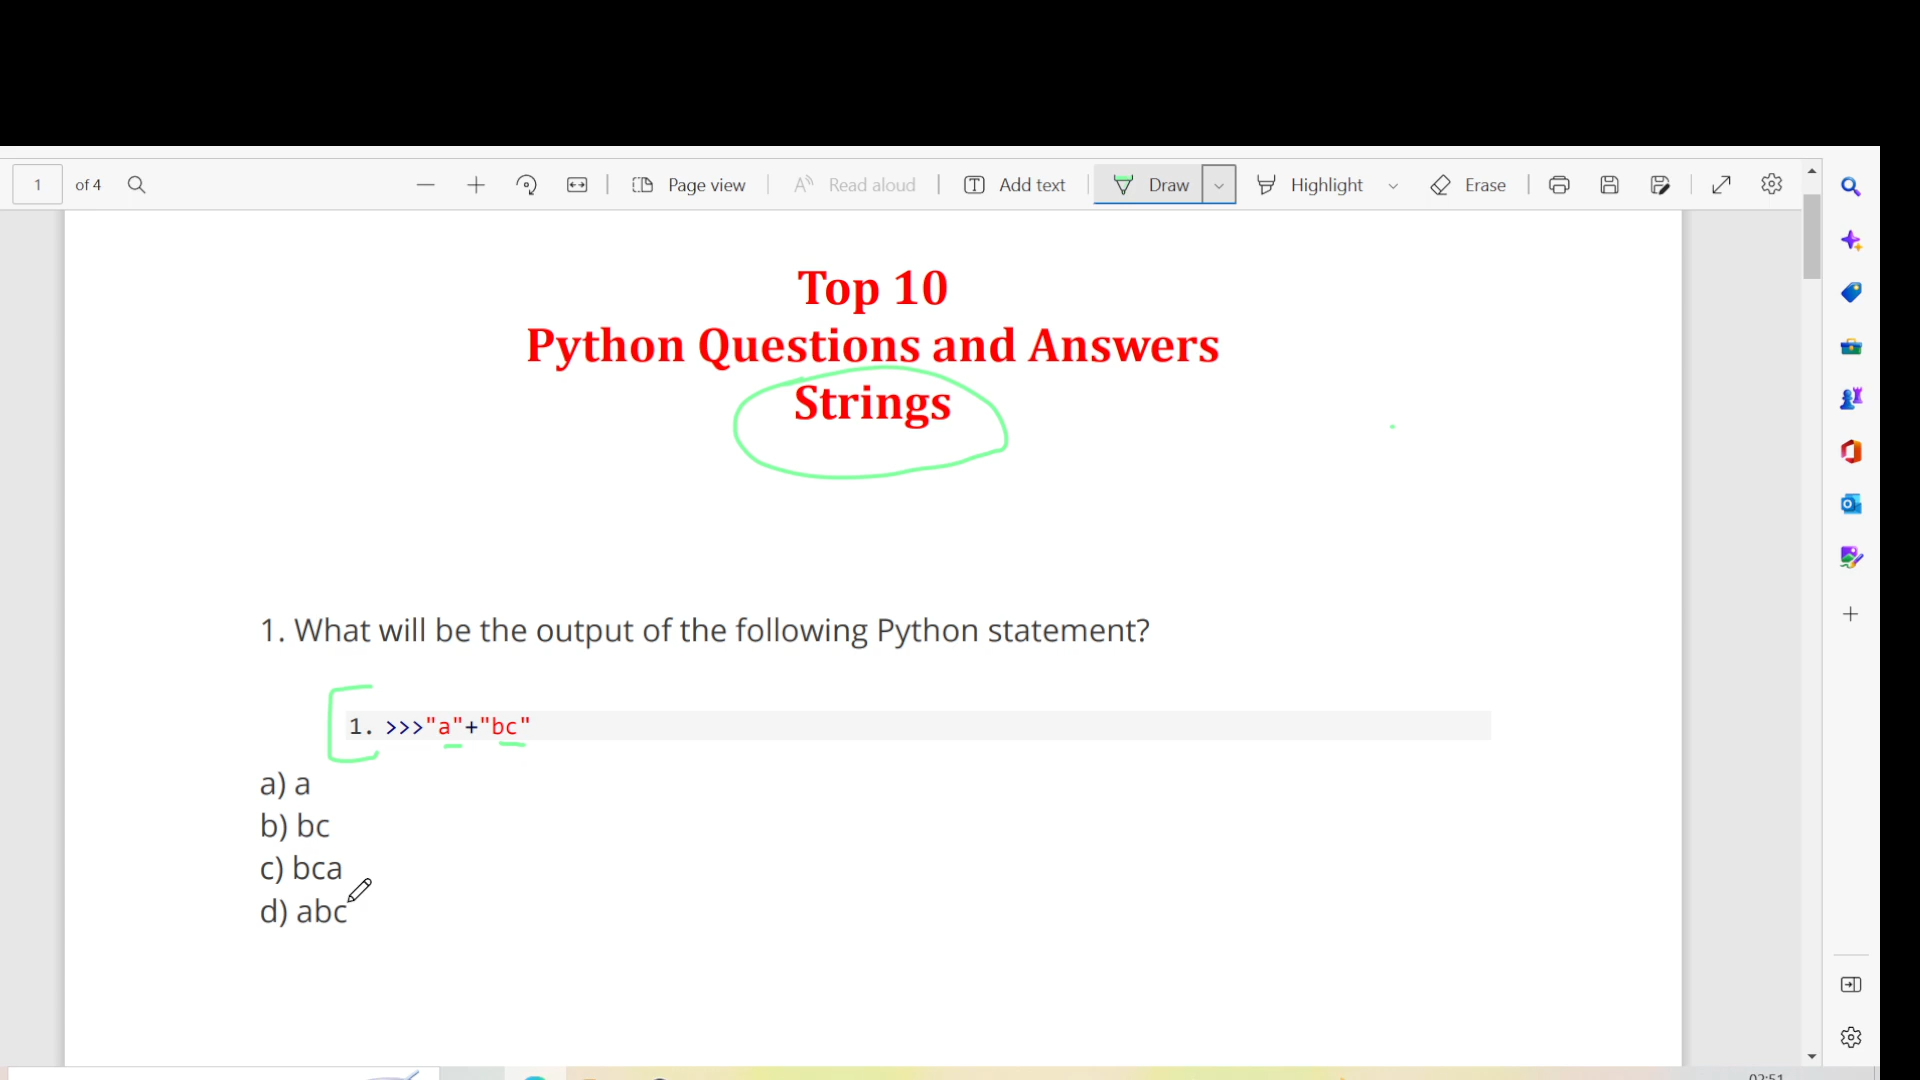 1 of 4 Page view Read aloud Add text Draw Highlight Erase
Top 10
Python Questions and Answers
Strings
1. What will be the output of the following Python statement?
1. >>>"a"+"bc"
a) a
b) bc
c) bca
d) abc